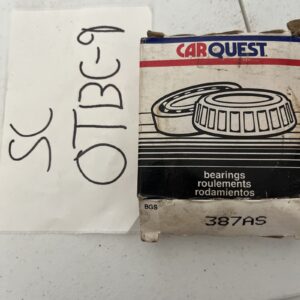 SC
OTBC-9
CARQUEST
bearings
roulements
rodamientos
BGS
387AS